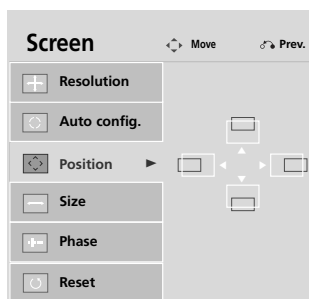 Screen
Move
Prev.
Resolution
Auto config.
Position
Size
Phase
Reset